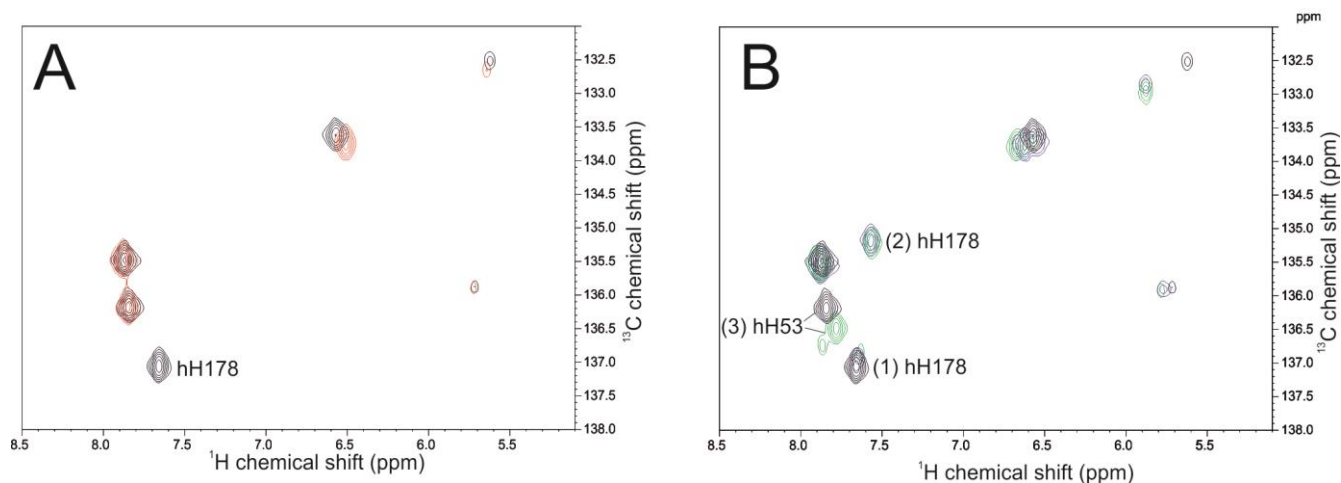 A
132.5
133.0
133.5
134.0
134.5
135.0
135.5
136.0
136.5
137.0
137.5
138.0
¹³C chemical shift (ppm)
hH178
8.5 8.0 7.5 7.0 6.5 6.0 5.5
¹H chemical shift (ppm)
ppm
B
132.5
133.0
133.5
134.0
134.5
135.0
135.5
136.0
136.5
137.0
137.5
138.0
¹³C chemical shift (ppm)
(2) hH178
(3) hH53
(1) hH178
8.5 8.0 7.5 7.0 6.5 6.0 5.5
¹H chemical shift (ppm)